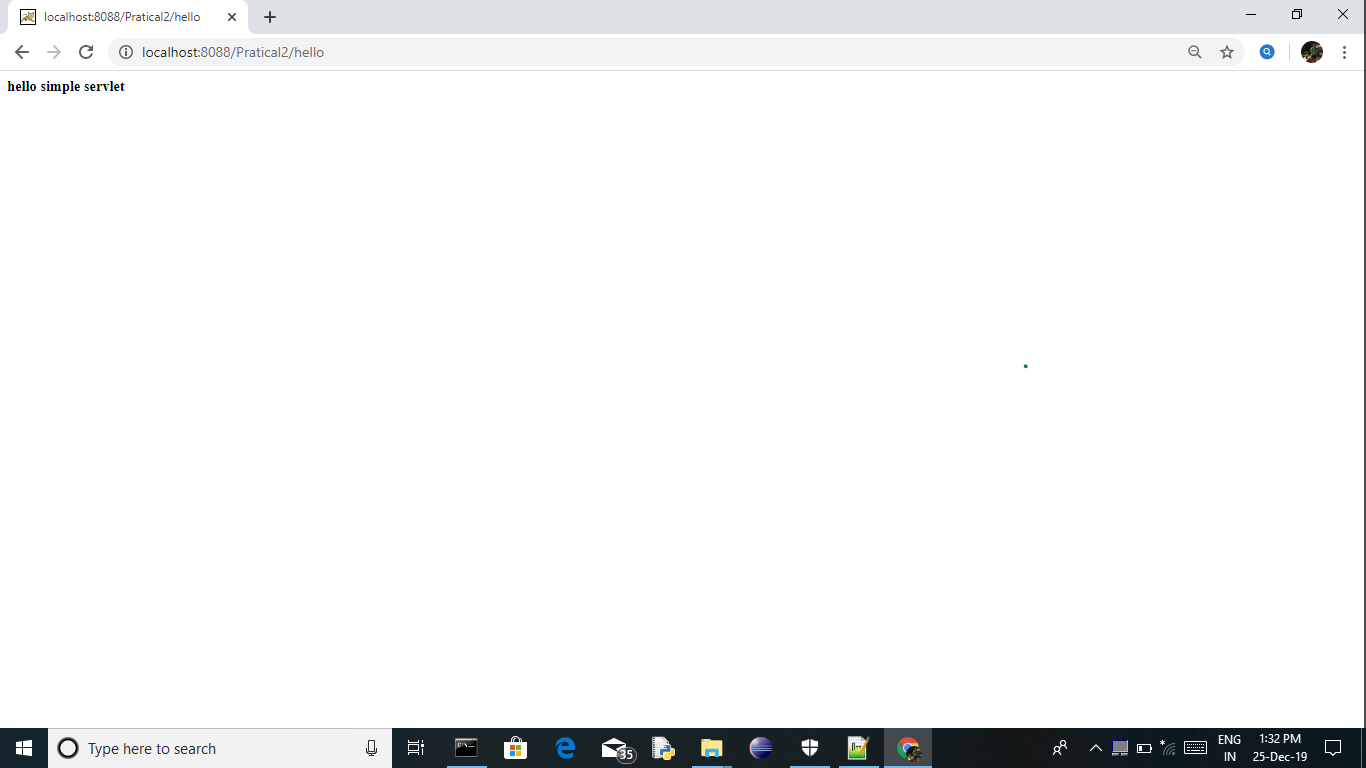 localhost:8088/Pratical2/hello
localhost:8088/Pratical2/hello
hello simple servlet
Type here to search
35
ENG
IN
1:32 PM
25-Dec-19